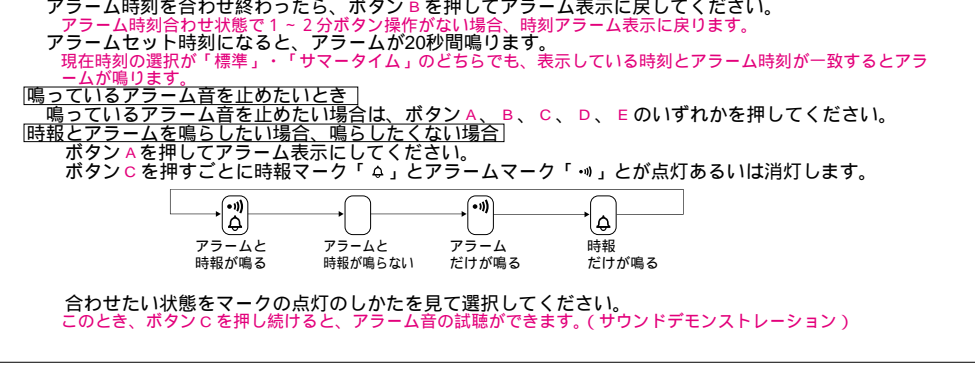 アラーム時刻を合わせ終わったら、ボタンBを押してアラーム表示に戻してください。
アラーム時刻合わせ状態で1~2分ボタン操作がない場合、時刻アラーム表示に戻ります。
アラームセット時刻になると、アラームが20秒間鳴ります。
現在時刻の選択が「標準」・「サマータイム」のどちらでも、表示している時刻とアラーム時刻が一致するとアラ
ームが鳴ります。
鳴っているアラーム音を止めたいとき
鳴っているアラーム音を止めたい場合は、ボタンA、B、C、D、Eのいずれかを押してください。
時報とアラームを鳴らしたい場合、鳴らしたくない場合
ボタンAを押してアラーム表示にしてください。
ボタンCを押すごとに時報マーク「」とアラームマーク「」とが点灯あるいは消灯します。
アラームと
時報が鳴る
アラームと
時報が鳴らない
アラーム
だけが鳴る
時報
だけが鳴る
合わせたい状態をマークの点灯のしかたを見て選択してください。
このとき、ボタンCを押し続けると、アラーム音の試聴ができます。(サウンドデモンストレーション)